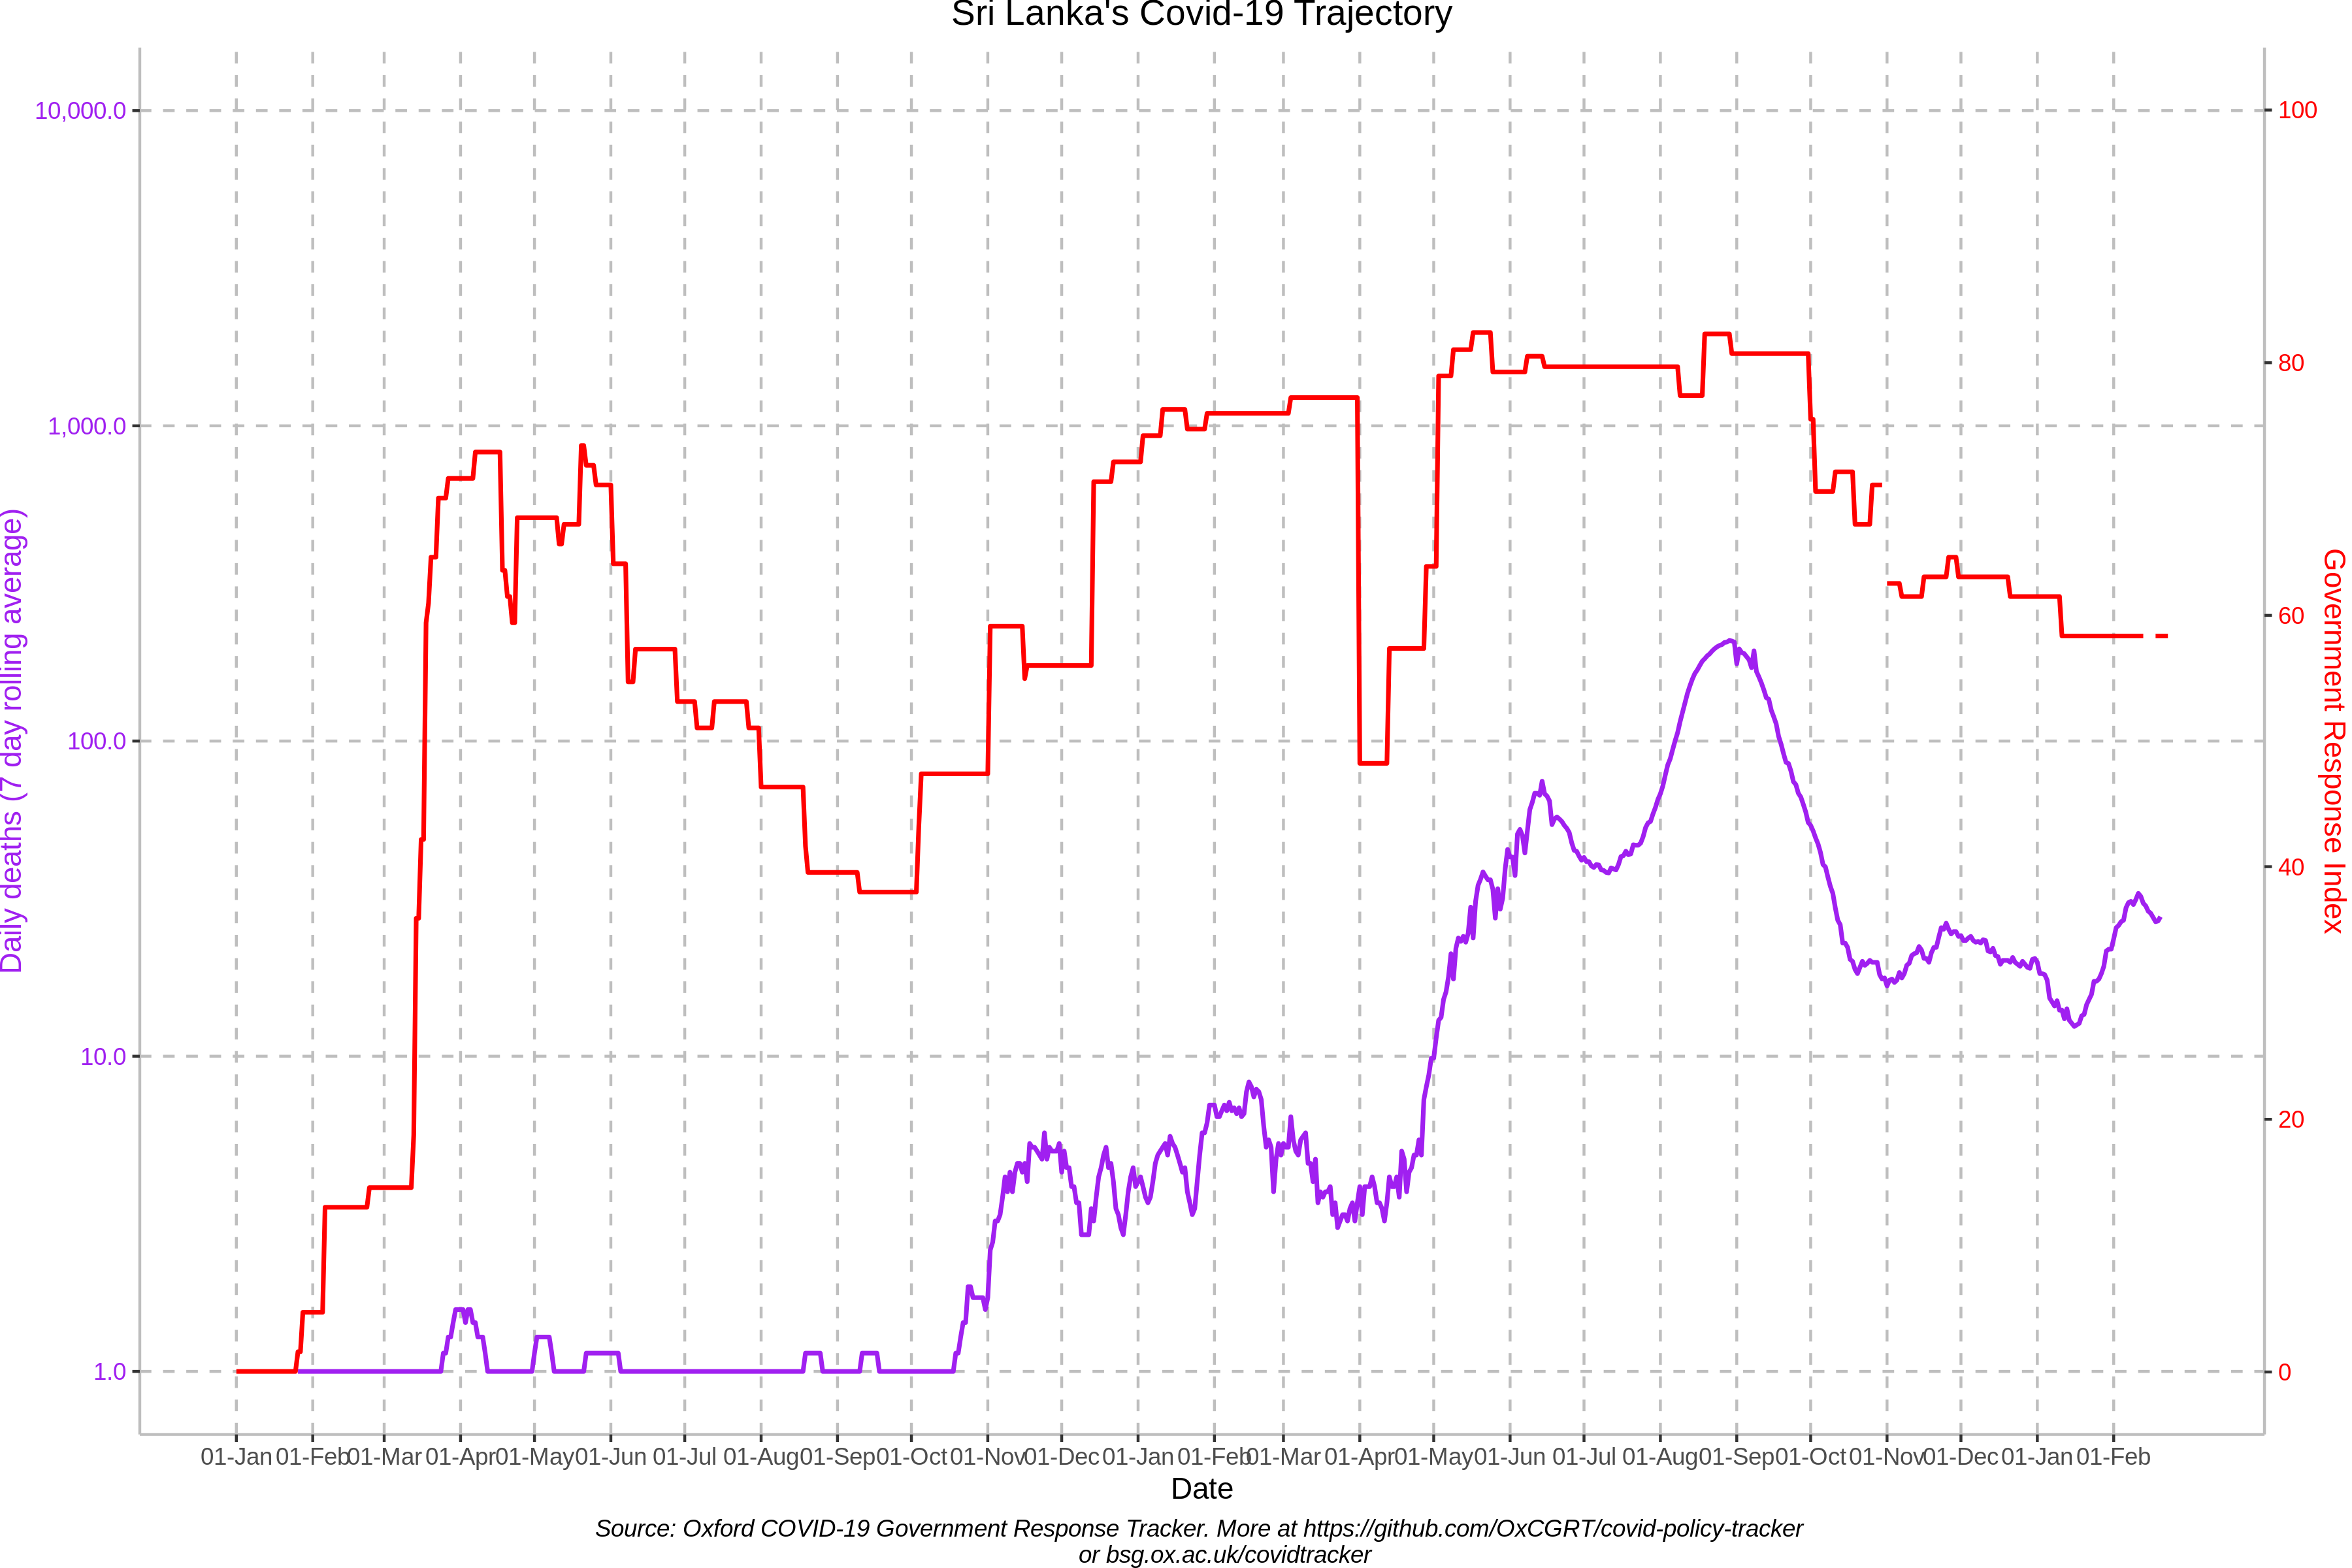 Sri Lanka's Covid-19 Trajectory
10,000.0
1,000.0
100.0
10.0
1.0
Daily deaths (7 day rolling average)
100
80
60
40
20
0
Government Response Index
01-Jan 01-Feb 01-Mar 01-Apr 01-May 01-Jun 01-Jul 01-Aug 01-Sep 01-Oct 01-Nov 01-Dec 01-Jan 01-Feb 01-Mar 01-Apr 01-May 01-Jun 01-Jul 01-Aug 01-Sep 01-Oct 01-Nov 01-Dec 01-Jan 01-Feb
Date
Source: Oxford COVID-19 Government Response Tracker. More at https://github.com/OxCGRT/covid-policy-tracker
or bsg.ox.ac.uk/covidtracker